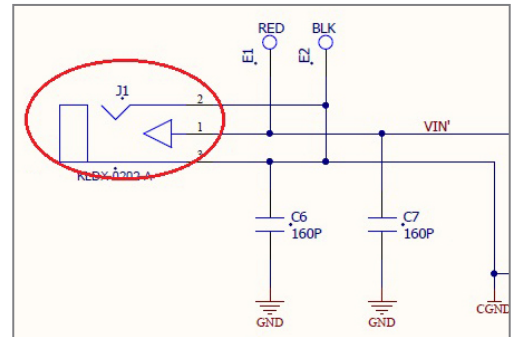 RED
BLK
E1
E2
J1
2
1
VIN'
3
KLDX-0202-A
C6
160P
C7
160P
GND
GND
CGND